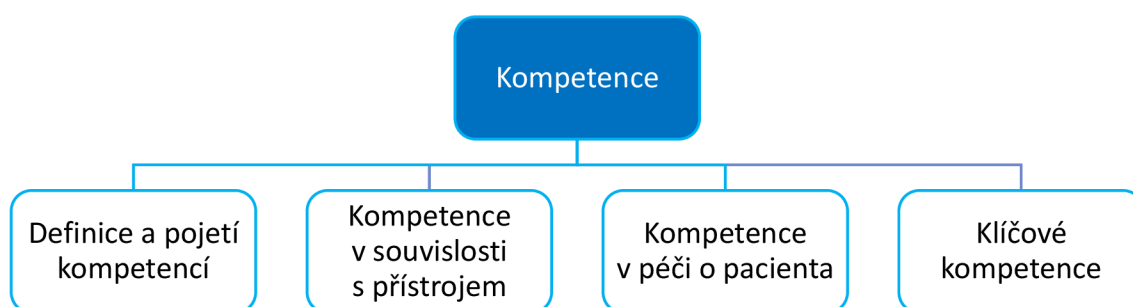 Kompetence
Definice a pojetí
kompetencí
Kompetence
v souvislosti
s přístrojem
Kompetence
v péči o pacienta
Klíčové
kompetence